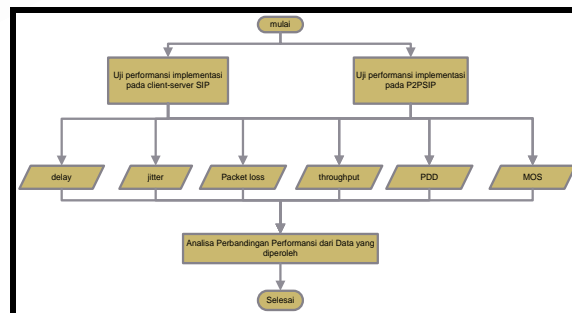 mulai
Uji performansi implementasi
pada client-server SIP
Uji performansi implementasi
pada P2PSIP
delay
jitter
Packet loss
throughput
PDD
MOS
Analisa Perbandingan Performansi dari Data yang
diperoleh
Selesai